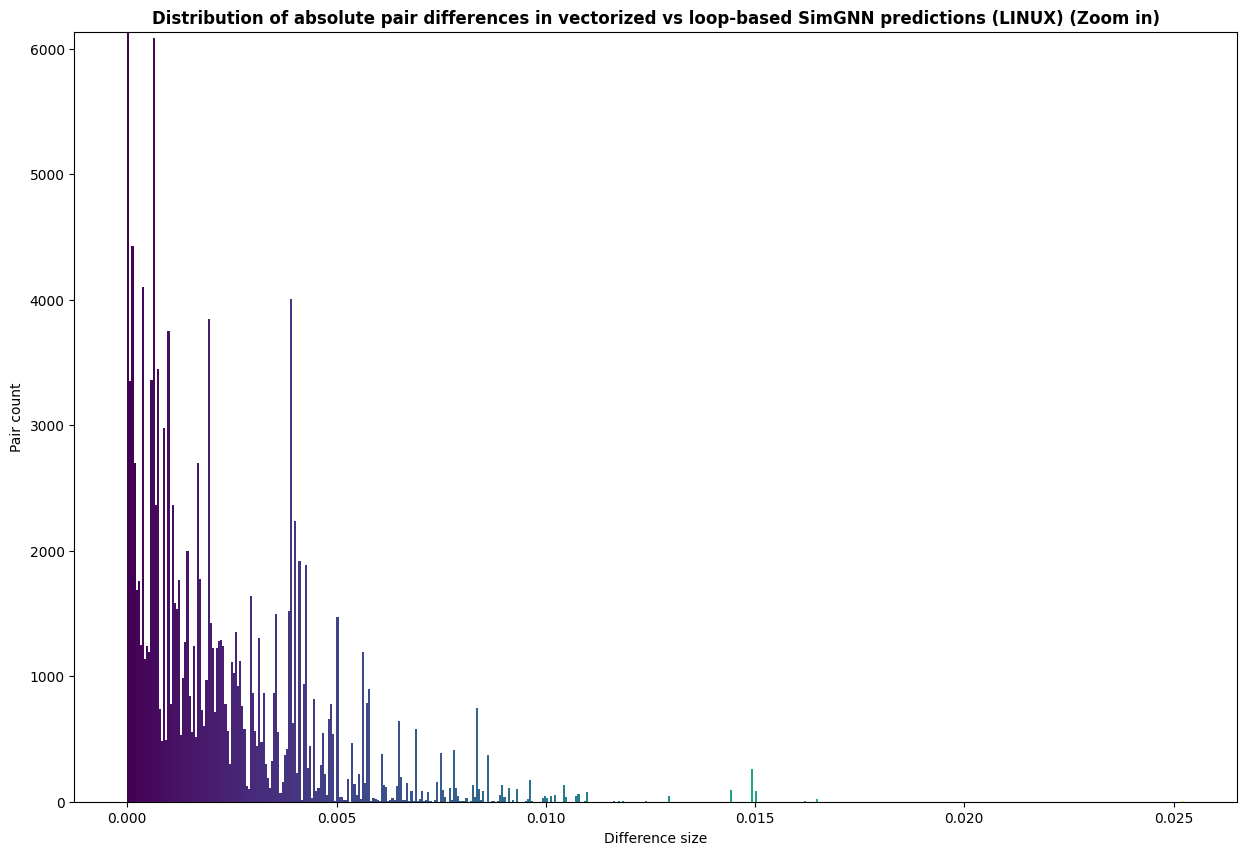 Distribution of absolute pair differences in vectorized vs loop-based SimGNN predictions (LINUX) (Zoom in)
6000
5000
4000
3000
2000
1000
0
Pair count
0.000 0.005 0.010 0.015 0.020 0.025
Difference size